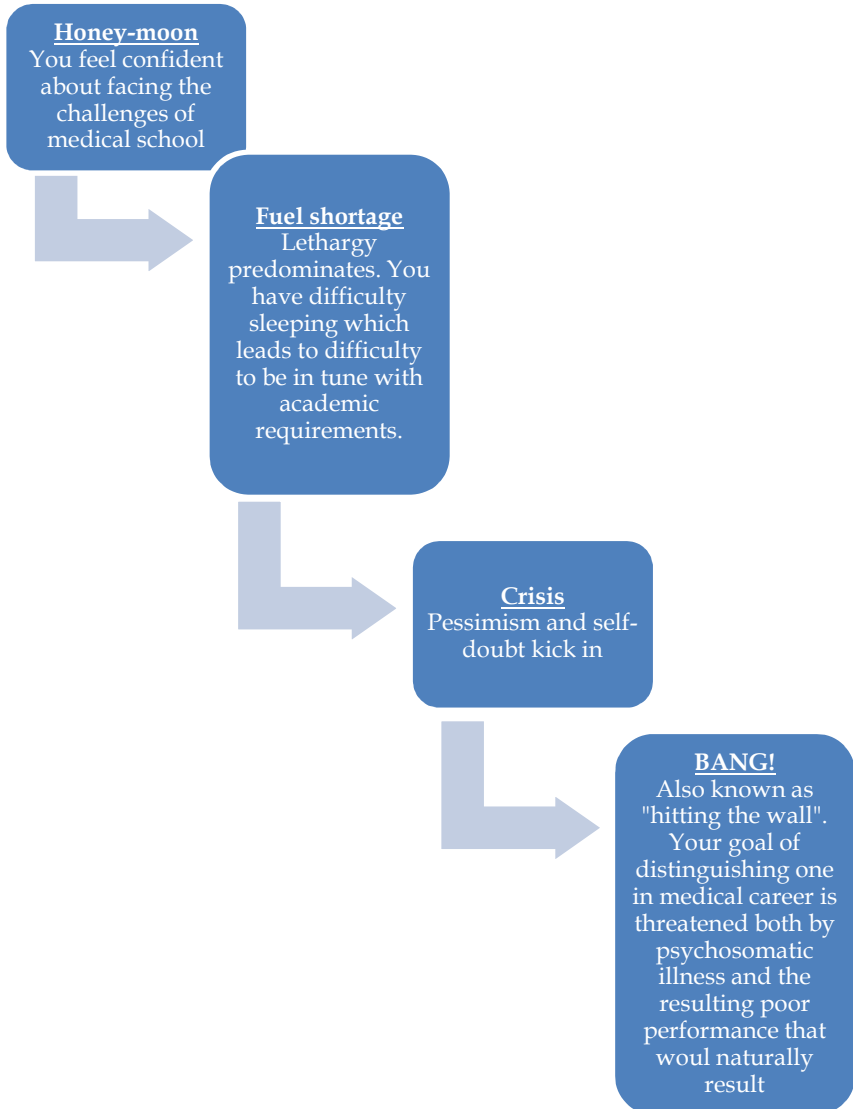 Honey-moon
You feel confident
about facing the
challenges of
medical school
Fuel shortage
Lethargy
predominates. You
have difficulty
sleeping which
leads to difficulty
to be in tune with
academic
requirements.
Crisis
Pessimism and self-
doubt kick in
BANG!
Also known as
"hitting the wall".
Your goal of
distinguishing one
in medical career is
threatened both by
psychosomatic
illness and the
resulting poor
performance that
woul naturally
result